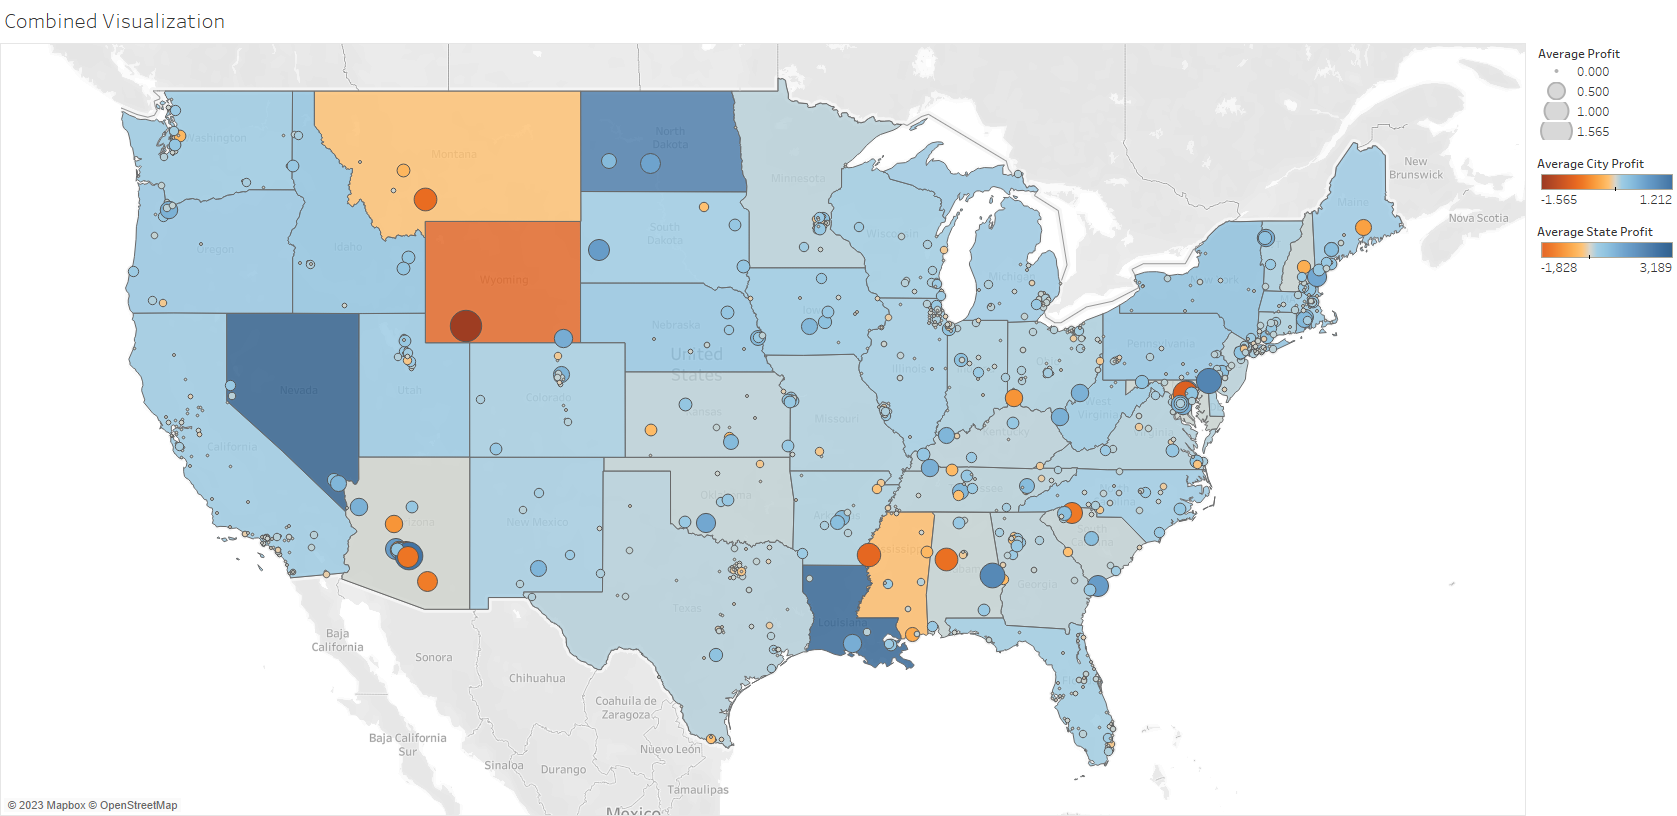 Combined Visualization
Average Profit
0.000
0.500
1.000
1.565
Average City Profit
-1.565
1.212
Average State Profit
-1,828
3,189
Washington
Montana
North
Dakota
Minnesota
Oregon
Idaho
South
Dakota
Wisconsin
Michigan
Maine
New
Brunswick
Nova Scotia
Wyoming
Nebraska
Iowa
New York
Pennsylvania
Nevada
Utah
Colorado
United
States
Kansas
Missouri
Illinois
Ohio
West
Virginia
Virginia
Kentucky
California
Arizona
New Mexico
Oklahoma
Arkansas
Tennessee
North
Carolina
South
Carolina
Mississippi
Alabama
Georgia
Texas
Louisiana
Florida
Baja
California
Sonora
Chihuahua
Coahuila de
Zaragoza
Baja California
Sur
Sinaloa
Durango
Nuevo León
Tamaulipas
Mexico
© 2023 Mapbox © OpenStreetMap